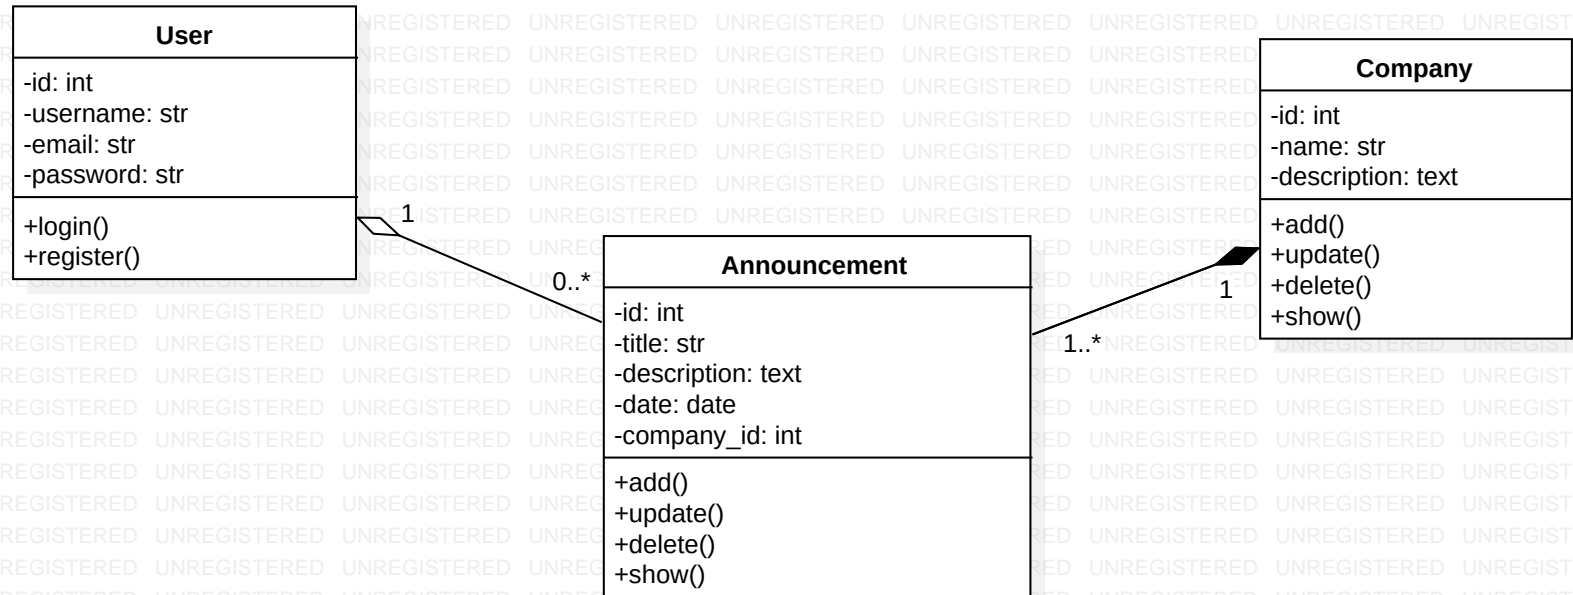 User
-id: int
-username: str
-email: str
-password: str
+login()
+register()
1
0..*
Announcement
-id: int
-title: str
-description: text
-date: date
-company_id: int
+add()
+update()
+delete()
+show()
1..*
1
Company
-id: int
-name: str
-description: text
+add()
+update()
+delete()
+show()
UNREGISTERED